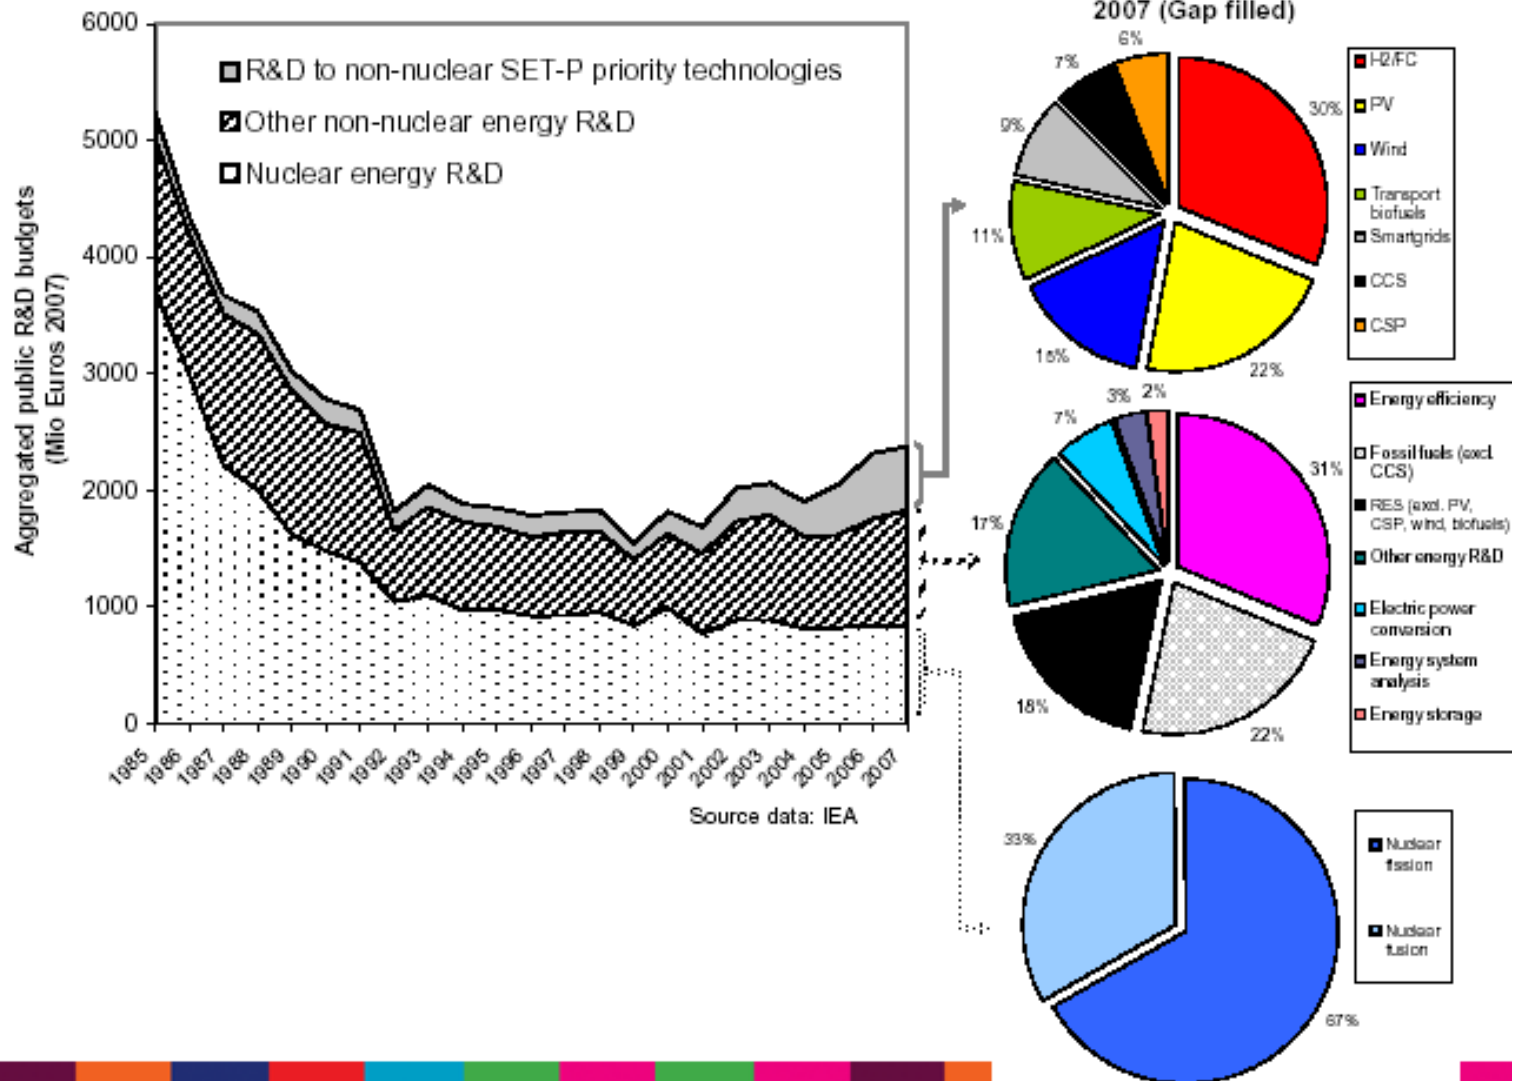 2007 (Gap filled)
6000
5000
4000
3000
2000
1000
0
Aggregated public R&D budgets
(Mio Euros 2007)
R&D to non-nuclear SET-P priority technologies
Other non-nuclear energy R&D
Nuclear energy R&D
1985
1986
1987
1988
1989
1990
1991
1992
1993
1994
1995
1996
1997
1998
1999
2000
2001
2002
2003
2004
2005
2006
2007
Source data: IEA
6%
7%
9%
11%
15%
22%
30%
H2/FC
PV
Wind
Transport
biofuels
Smartgrids
CCS
CSP
2%
3%
7%
17%
18%
22%
31%
Energy efficiency
Fossil fuels (excl.
CCS)
RES (excl. PV,
CSP, wind, biofuels)
Other energy R&D
Electric power
conversion
Energy system
analysis
Energy storage
33%
67%
Nuclear
fission
Nuclear
fusion